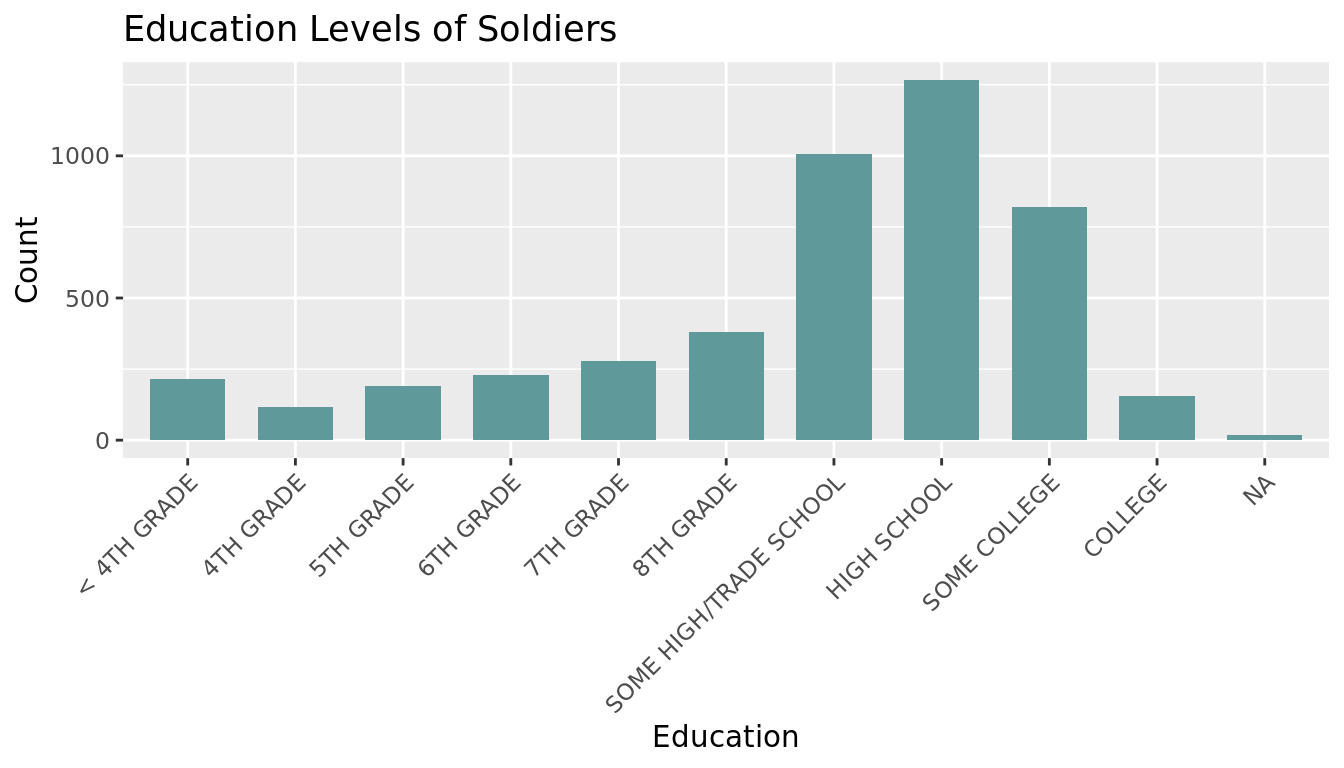 Education Levels of Soldiers
Count
1000
500
0
< 4TH GRADE
4TH GRADE
5TH GRADE
6TH GRADE
7TH GRADE
8TH GRADE
SOME HIGH/TRADE SCHOOL
HIGH SCHOOL
SOME COLLEGE
COLLEGE
NA
Education